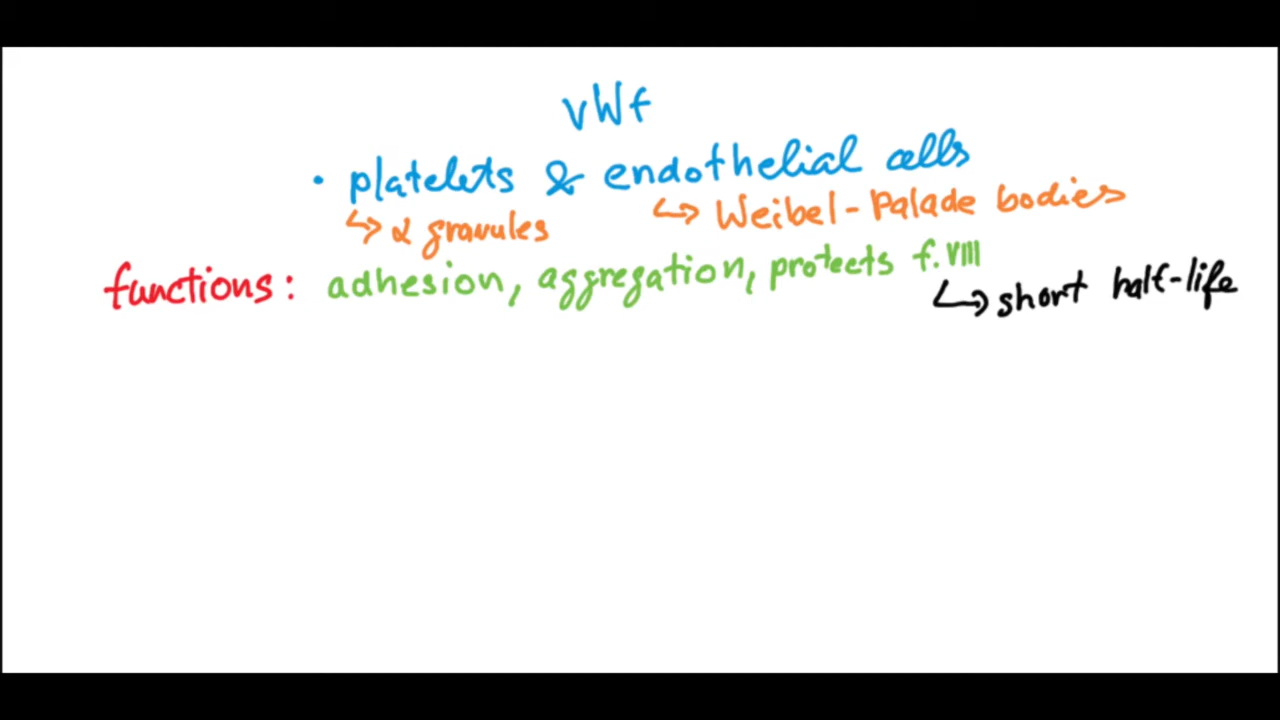 vWf
• platelets & endothelial cells
↳ α granules ↳ Weibel-Palade bodies
functions: adhesion, aggregation, protects f.VIII
↳ short half-life